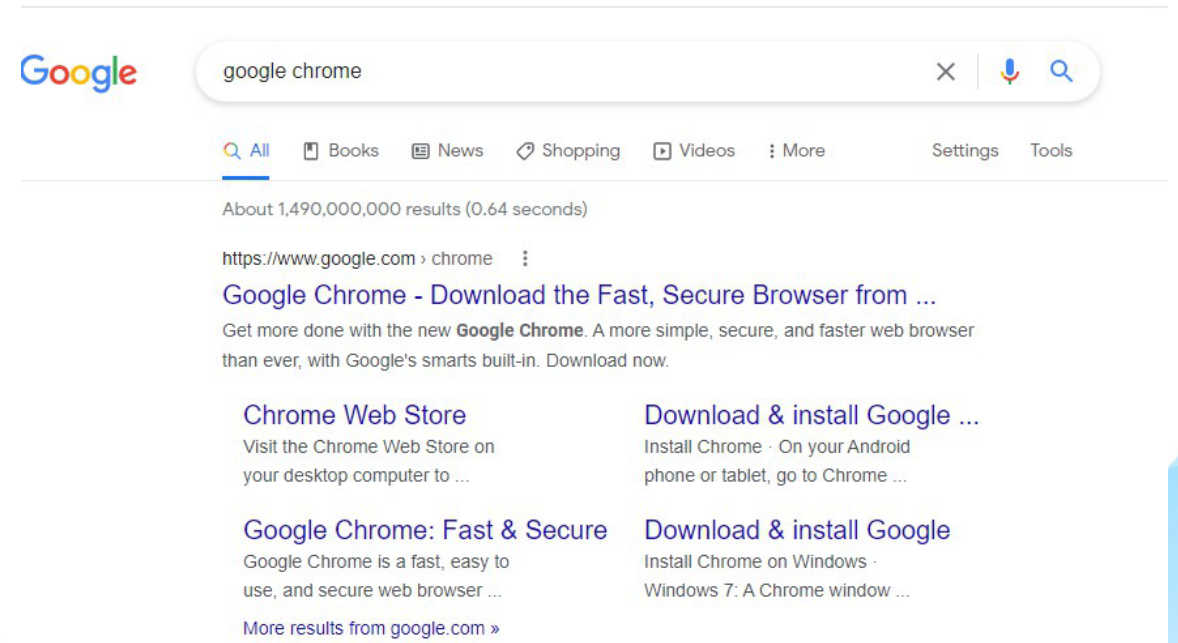 Google
google chrome
All Books News Shopping Videos More Settings Tools
About 1,490,000,000 results (0.64 seconds)
https://www.google.com › chrome
Google Chrome - Download the Fast, Secure Browser from ...
Get more done with the new Google Chrome. A more simple, secure, and faster web browser
than ever, with Google's smarts built-in. Download now.
Chrome Web Store
Visit the Chrome Web Store on
your desktop computer to ...
Download & install Google ...
Install Chrome · On your Android
phone or tablet, go to Chrome ...
Google Chrome: Fast & Secure
Google Chrome is a fast, easy to
use, and secure web browser ...
Download & install Google
Install Chrome on Windows ·
Windows 7: A Chrome window ...
More results from google.com »